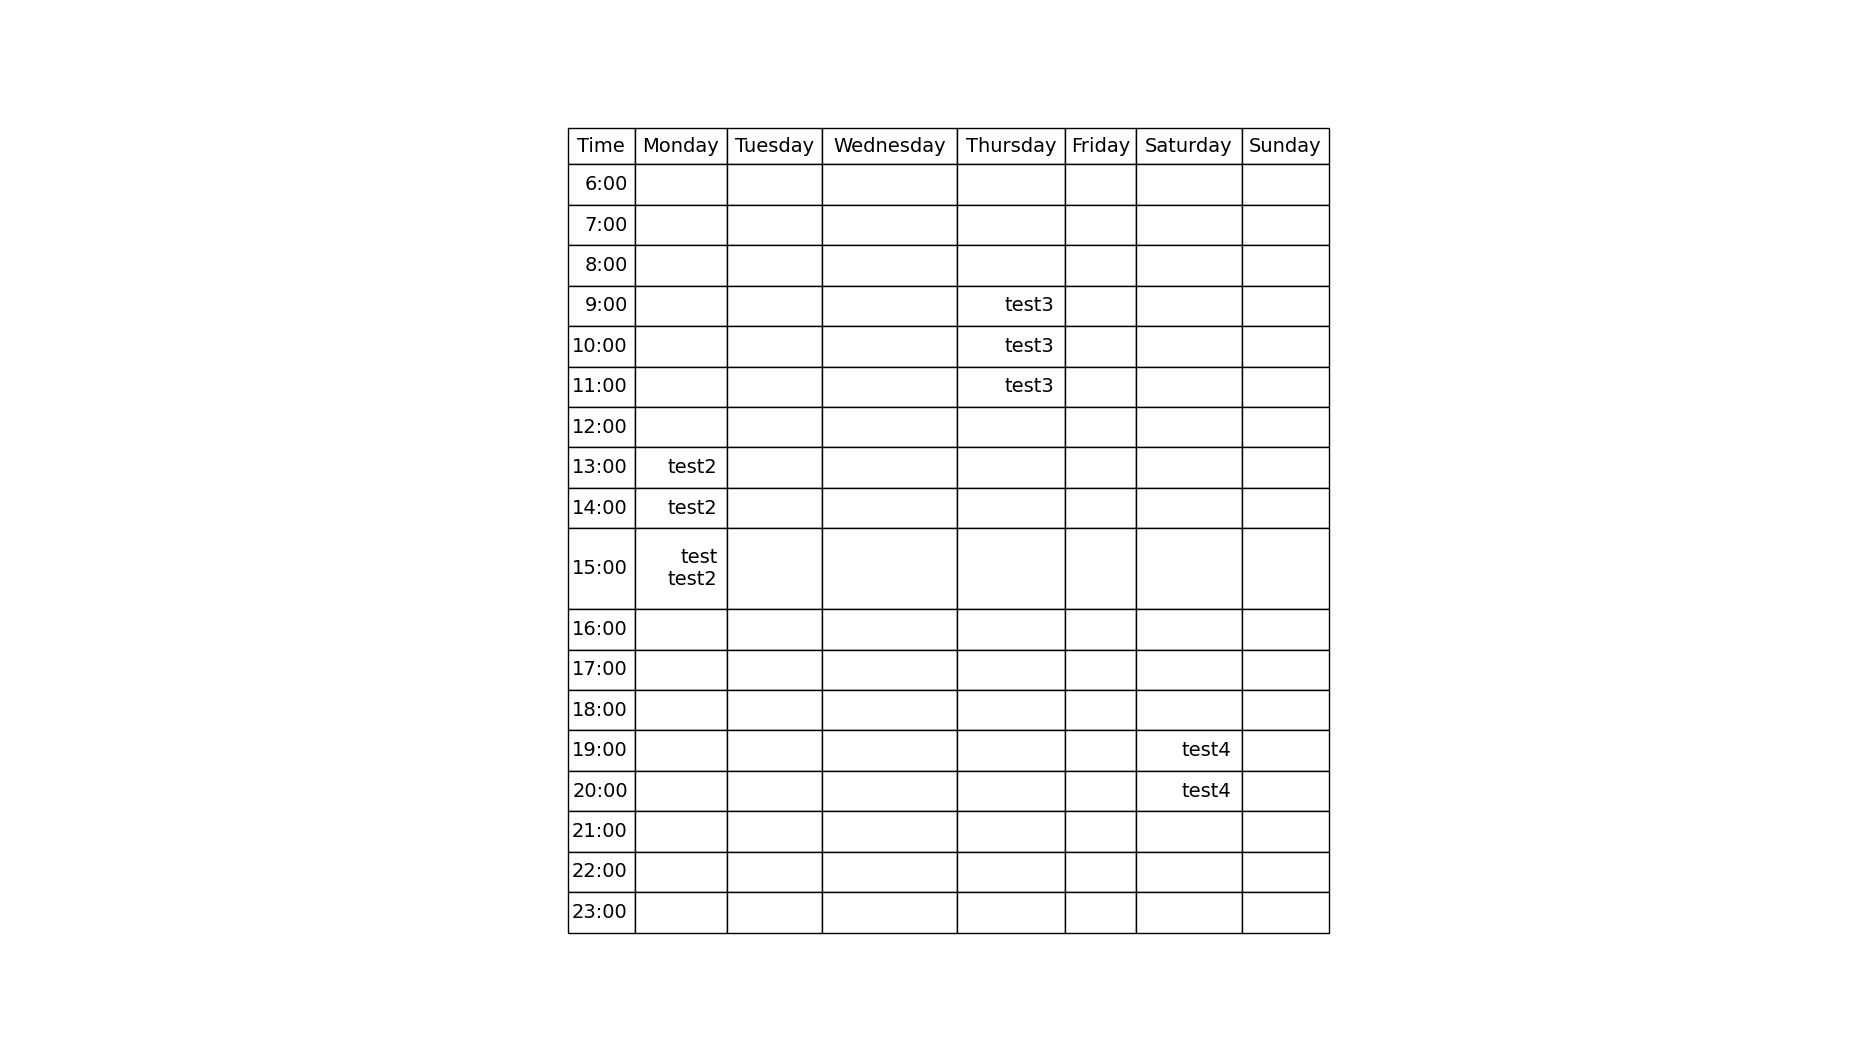 Time Monday Tuesday Wednesday Thursday Friday Saturday Sunday
6:00
7:00
8:00
9:00 test3
10:00 test3
11:00 test3
12:00
13:00 test2
14:00 test2
15:00 test
test2
16:00
17:00
18:00
19:00 test4
20:00 test4
21:00
22:00
23:00